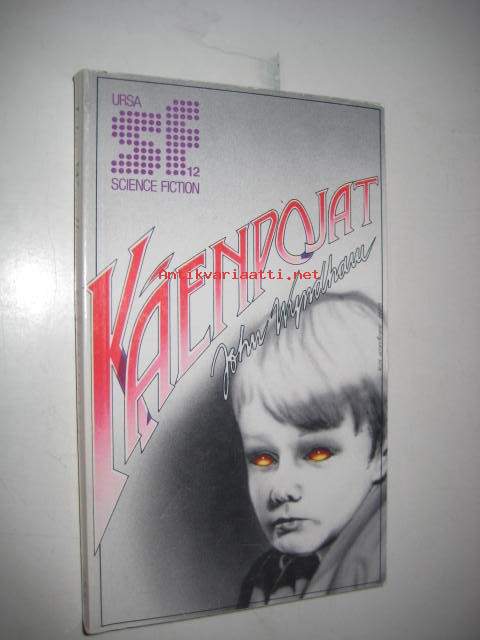 URSA
sf
12
SCIENCE FICTION
KÄENPOJAT
Antikvariaatti.net
John Wyndham